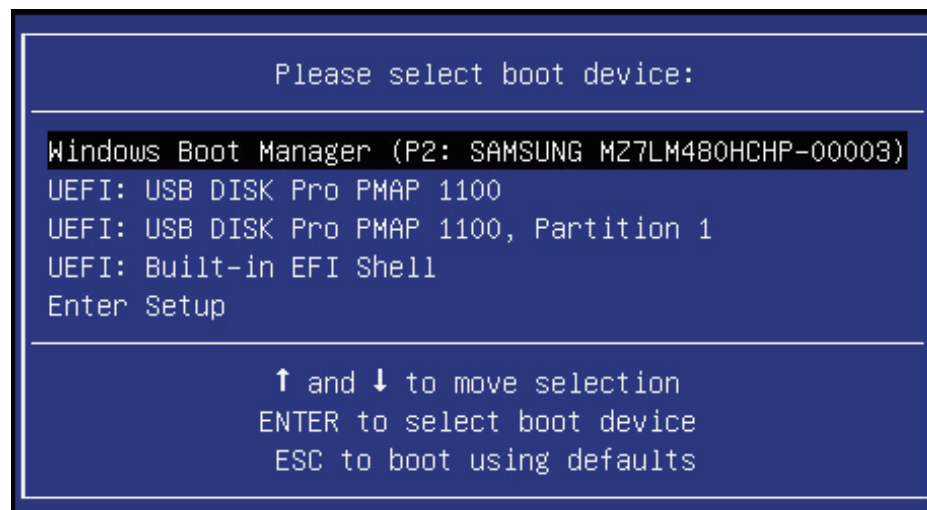 Please select boot device:
Windows Boot Manager (P2: SAMSUNG MZ7LM480HCHP-00003)
UEFI: USB DISK Pro PMAP 1100
UEFI: USB DISK Pro PMAP 1100, Partition 1
UEFI: Built-in EFI Shell
Enter Setup
↑ and ↓ to move selection
ENTER to select boot device
ESC to boot using defaults